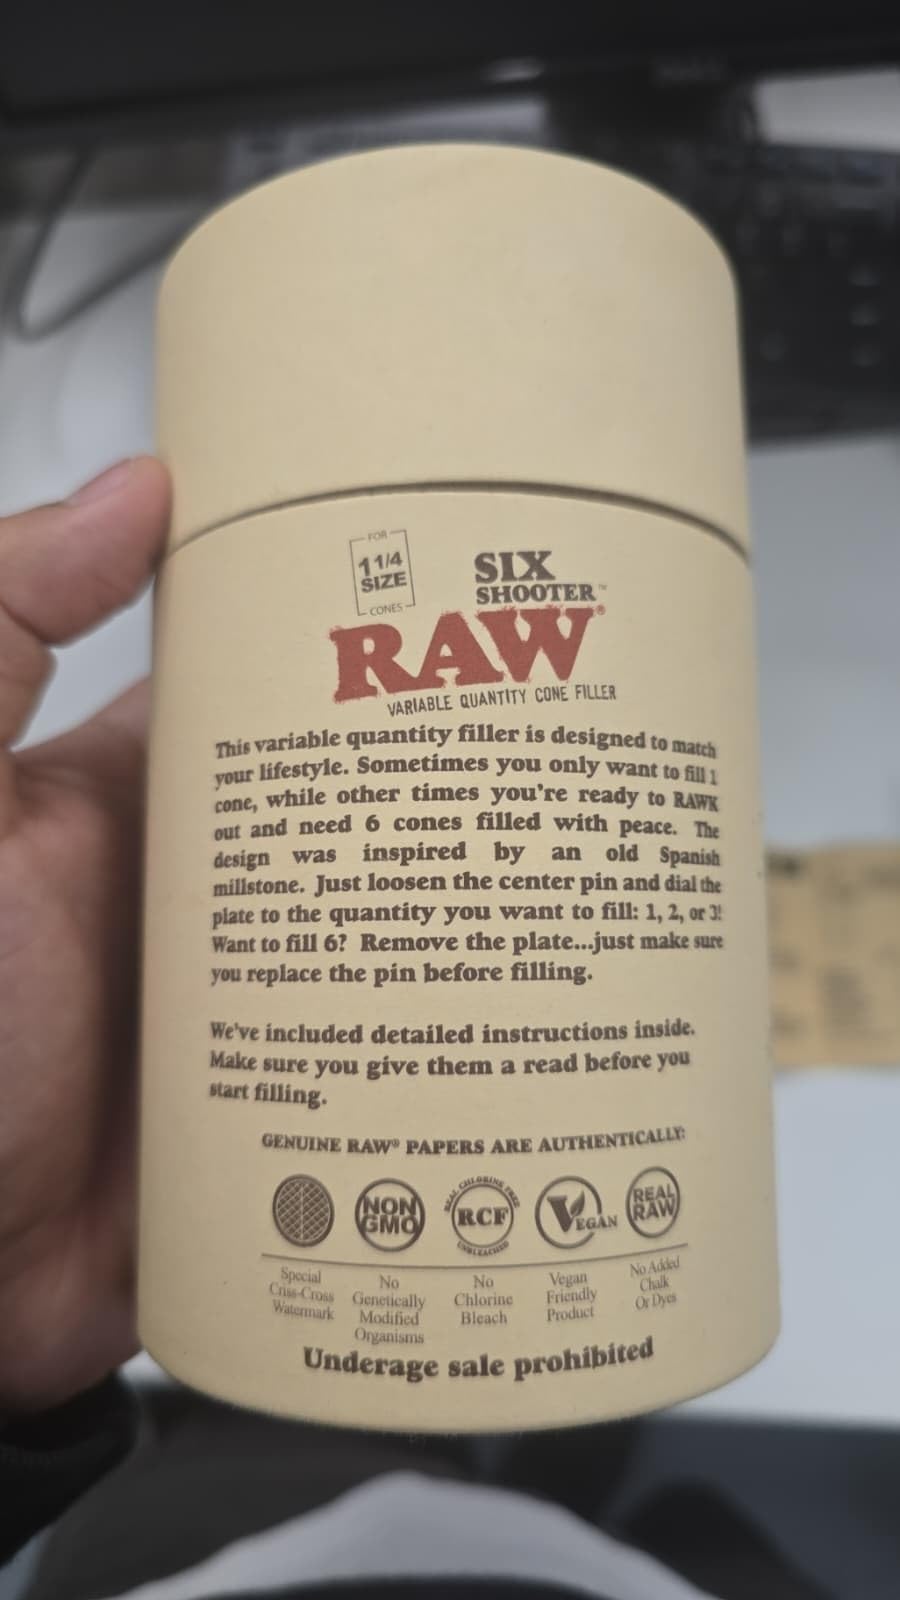 FOR
1 1/4
SIZE
CONES
SIX
SHOOTER™
RAW®
VARIABLE QUANTITY CONE FILLER
This variable quantity filler is designed to match
your lifestyle. Sometimes you only want to fill 1
cone, while other times you're ready to RAWK
out and need 6 cones filled with peace. The
design was inspired by an old Spanish
millstone. Just loosen the center pin and dial the
plate to the quantity you want to fill: 1, 2, or 3!
Want to fill 6? Remove the plate...just make sure
you replace the pin before filling.
We've included detailed instructions inside.
Make sure you give them a read before you
start filling.
GENUINE RAW® PAPERS ARE AUTHENTICALLY:
NON
GMO
REAL CHLORINE FREE
RCF
UNBLEACHED
VEGAN
REAL
RAW
Special
Criss-Cross
Watermark
No
Genetically
Modified
Organisms
No
Chlorine
Bleach
Vegan
Friendly
Product
No Added
Chalk
Or Dyes
Underage sale prohibited